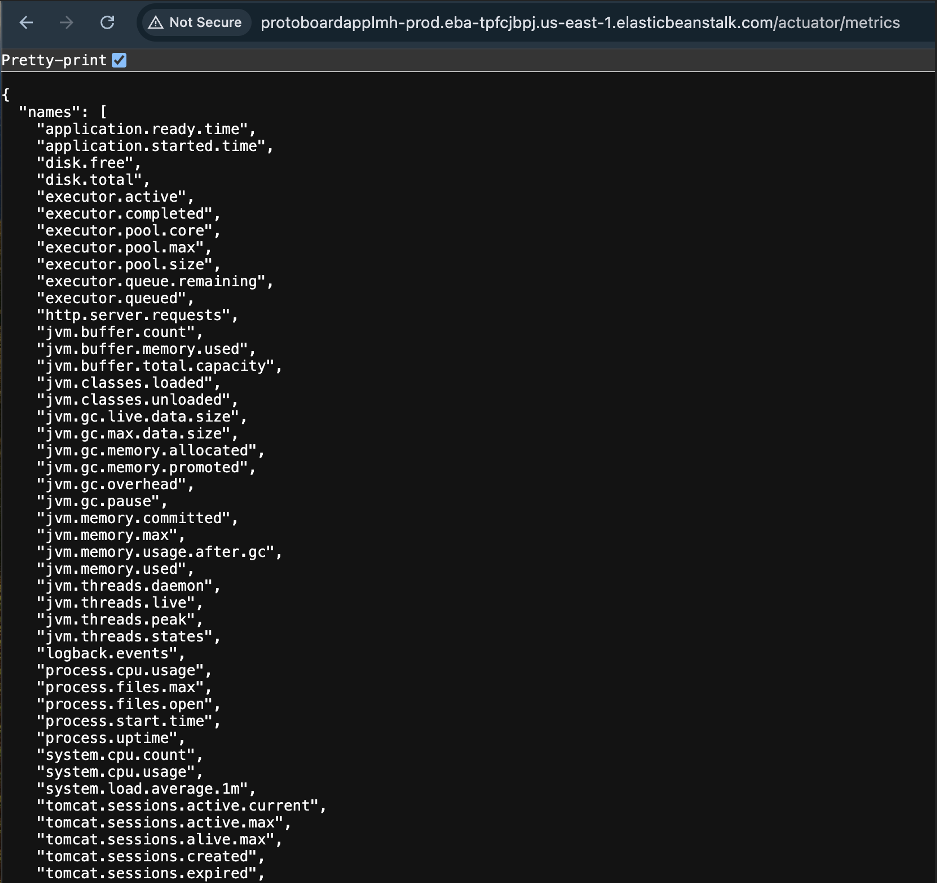 Not Secure protoboardapplmh-prod.eba-tpfcjbpj.us-east-1.elasticbeanstalk.com/actuator/metrics
Pretty-print
{
"names": [
"application.ready.time",
"application.started.time",
"disk.free",
"disk.total",
"executor.active",
"executor.completed",
"executor.pool.core",
"executor.pool.max",
"executor.pool.size",
"executor.queue.remaining",
"executor.queued",
"http.server.requests",
"jvm.buffer.count",
"jvm.buffer.memory.used",
"jvm.buffer.total.capacity",
"jvm.classes.loaded",
"jvm.classes.unloaded",
"jvm.gc.live.data.size",
"jvm.gc.max.data.size",
"jvm.gc.memory.allocated",
"jvm.gc.memory.promoted",
"jvm.gc.overhead",
"jvm.gc.pause",
"jvm.memory.committed",
"jvm.memory.max",
"jvm.memory.usage.after.gc",
"jvm.memory.used",
"jvm.threads.daemon",
"jvm.threads.live",
"jvm.threads.peak",
"jvm.threads.states",
"logback.events",
"process.cpu.usage",
"process.files.max",
"process.files.open",
"process.start.time",
"process.uptime",
"system.cpu.count",
"system.cpu.usage",
"system.load.average.1m",
"tomcat.sessions.active.current",
"tomcat.sessions.active.max",
"tomcat.sessions.alive.max",
"tomcat.sessions.created",
"tomcat.sessions.expired",